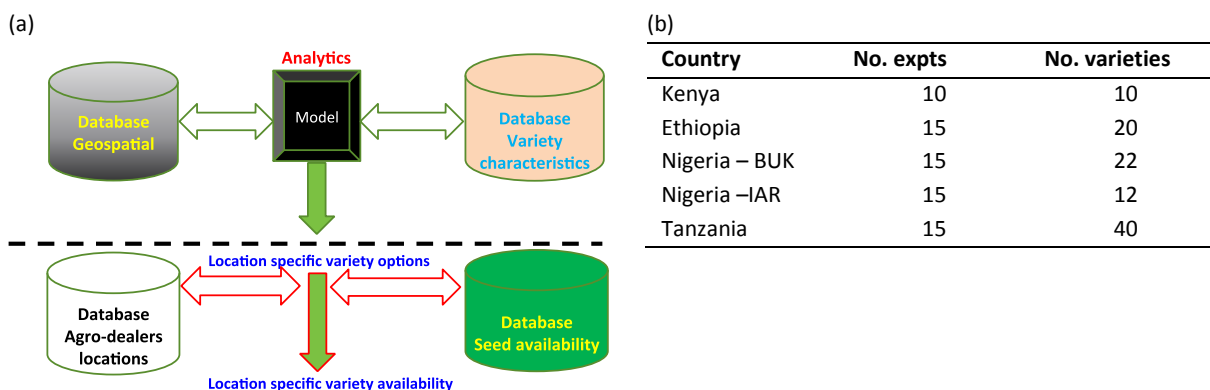 (a)
Analytics
Database
Geospatial
Model
Database
Variety
characteristics
Location specific variety options
Database
Agro-dealers
locations
Database
Seed availability
Location specific variety availability
(b)
Country No. expts No. varieties
Kenya 10 10
Ethiopia 15 20
Nigeria – BUK 15 22
Nigeria –IAR 15 12
Tanzania 15 40